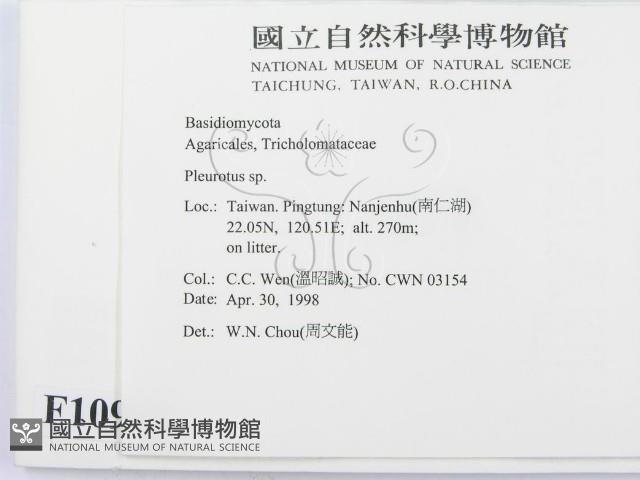 國立自然科學博物館
NATIONAL MUSEUM OF NATURAL SCIENCE
TAICHUNG, TAIWAN, R.O.CHINA
Basidiomycota
Agaricales, Tricholomataceae
Pleurotus sp.
Loc.: Taiwan. Pingtung: Nanjenhu(南仁湖)
22.05N, 120.51E; alt. 270m;
on litter.
Col.: C.C. Wen(溫昭誠); No. CWN 03154
Date: Apr. 30, 1998
Det.: W.N. Chou(周文能)
F109
國立自然科學博物館
NATIONAL MUSEUM OF NATURAL SCIENCE